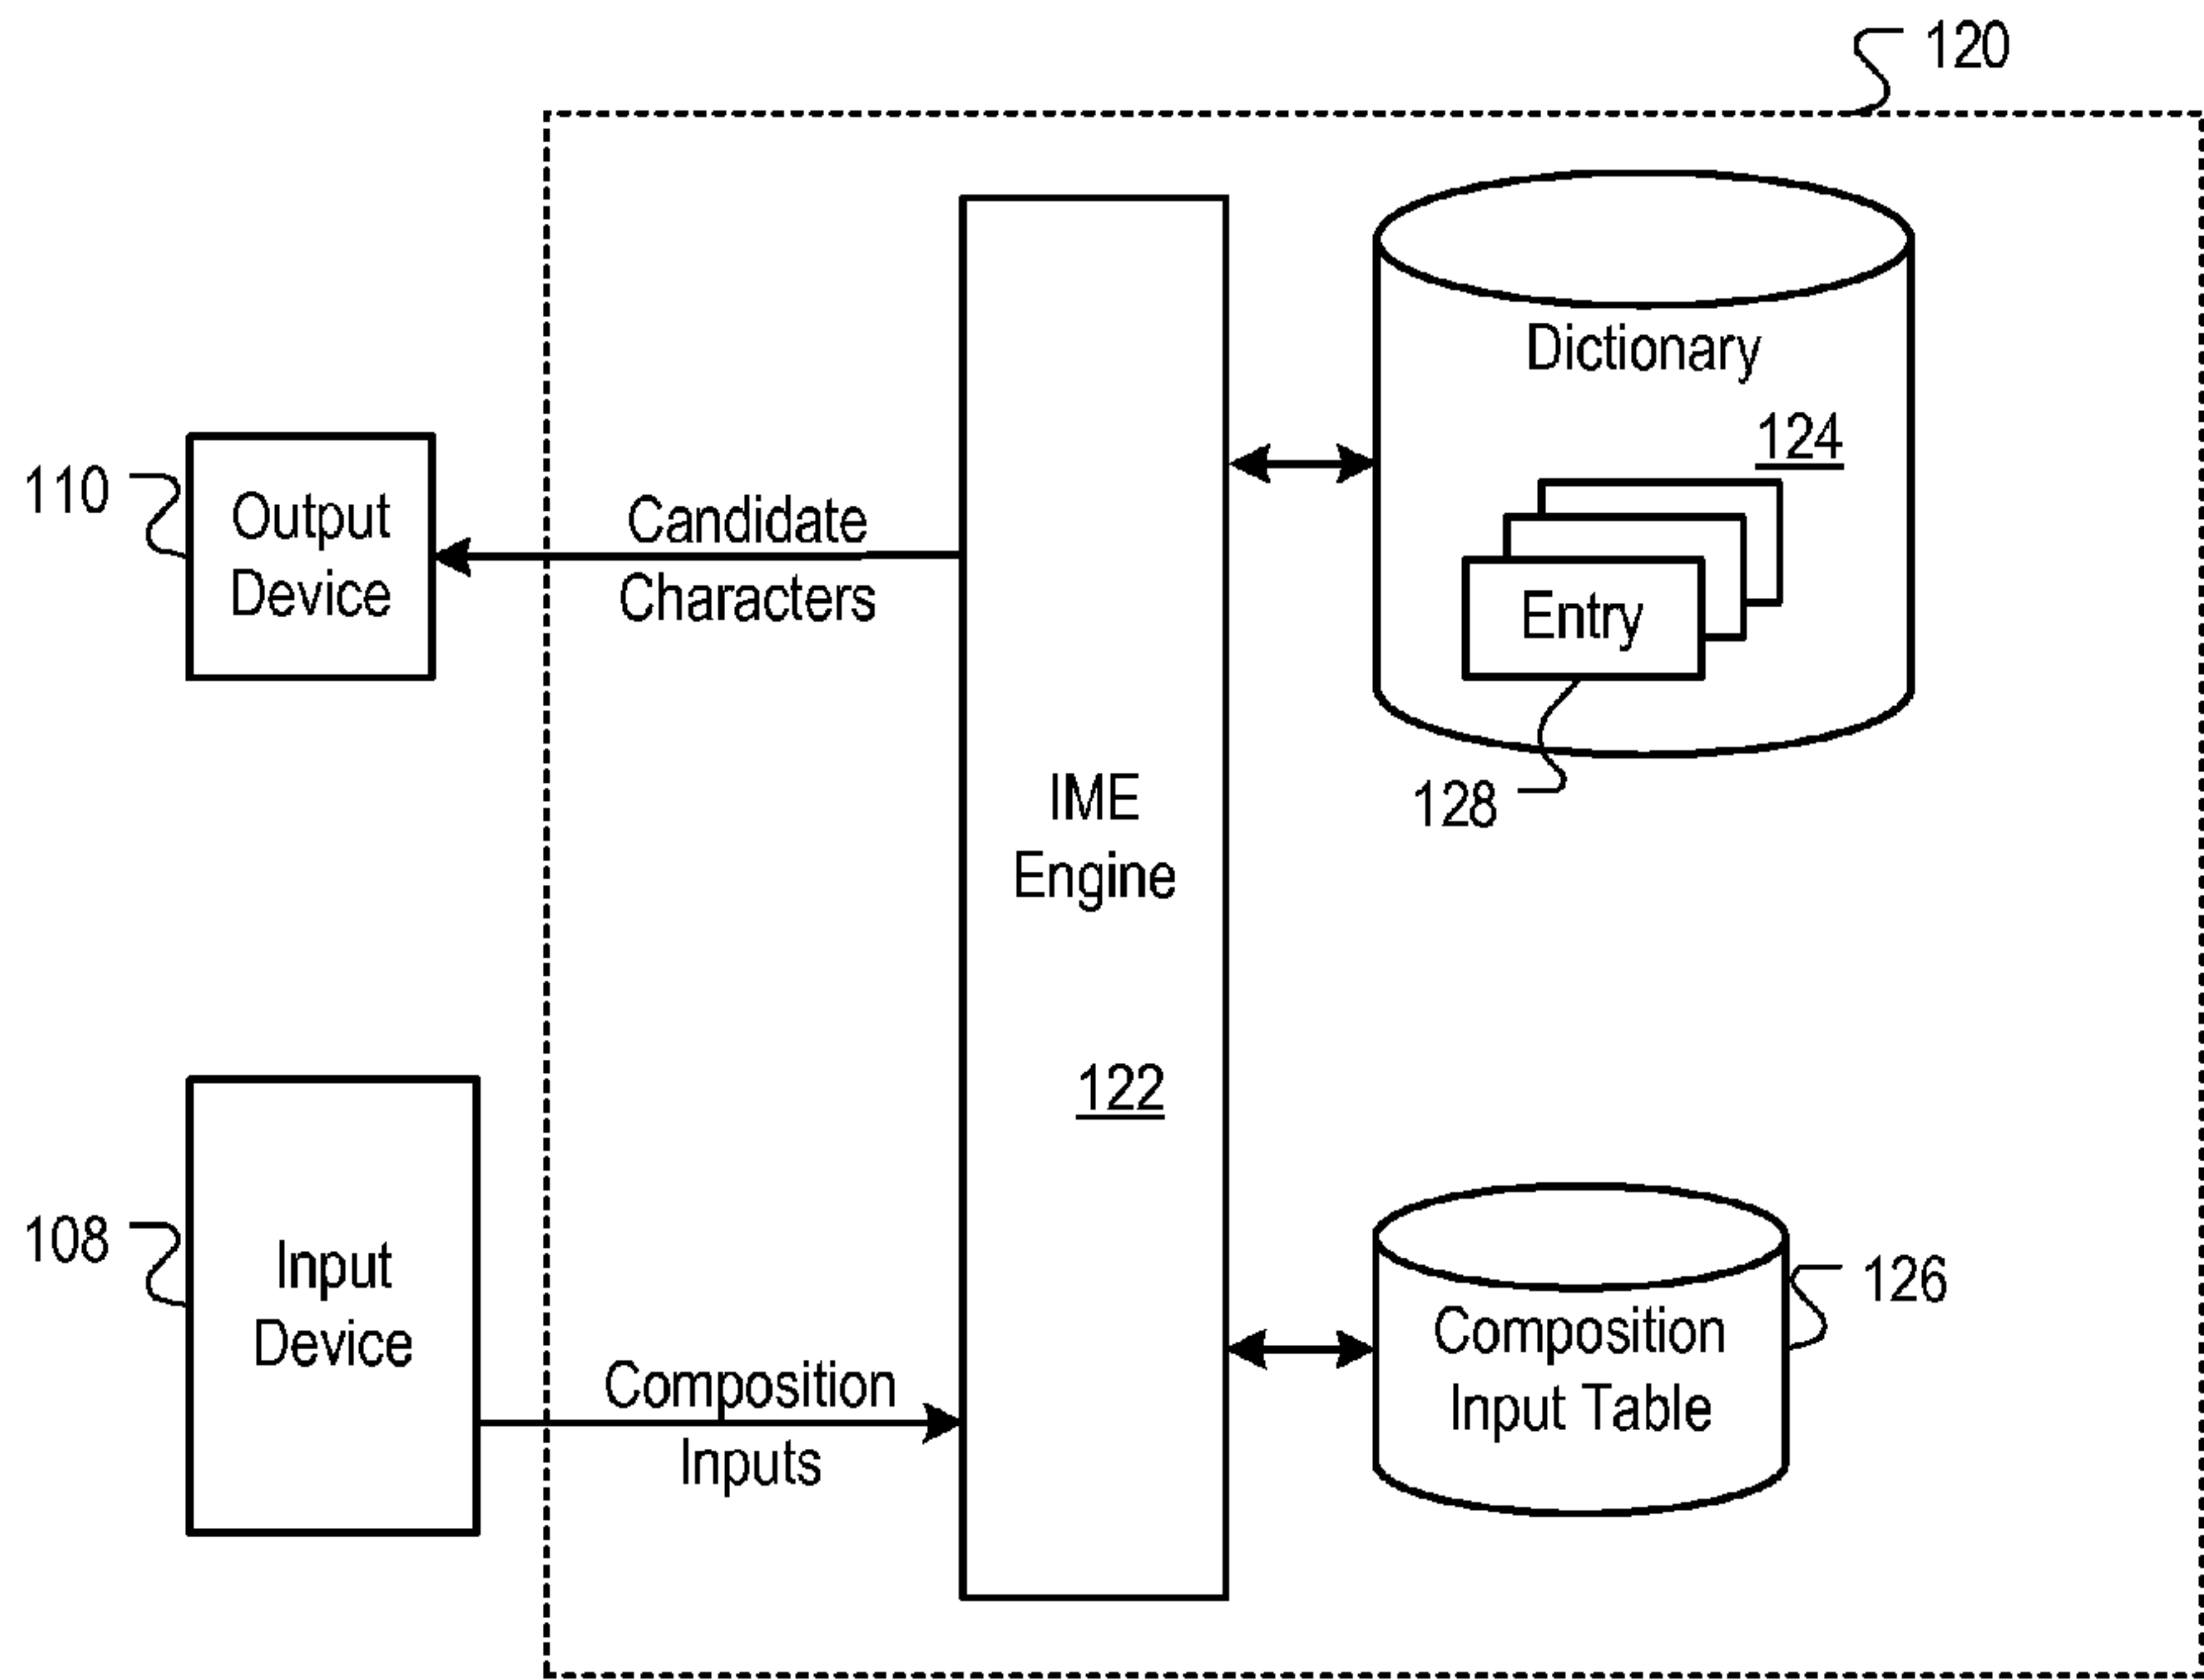 120
Dictionary
124
110
Output
Device
Candidate
Characters
Entry
128
IME
Engine
122
108
Input
Device
Composition
Inputs
126
Composition
Input Table